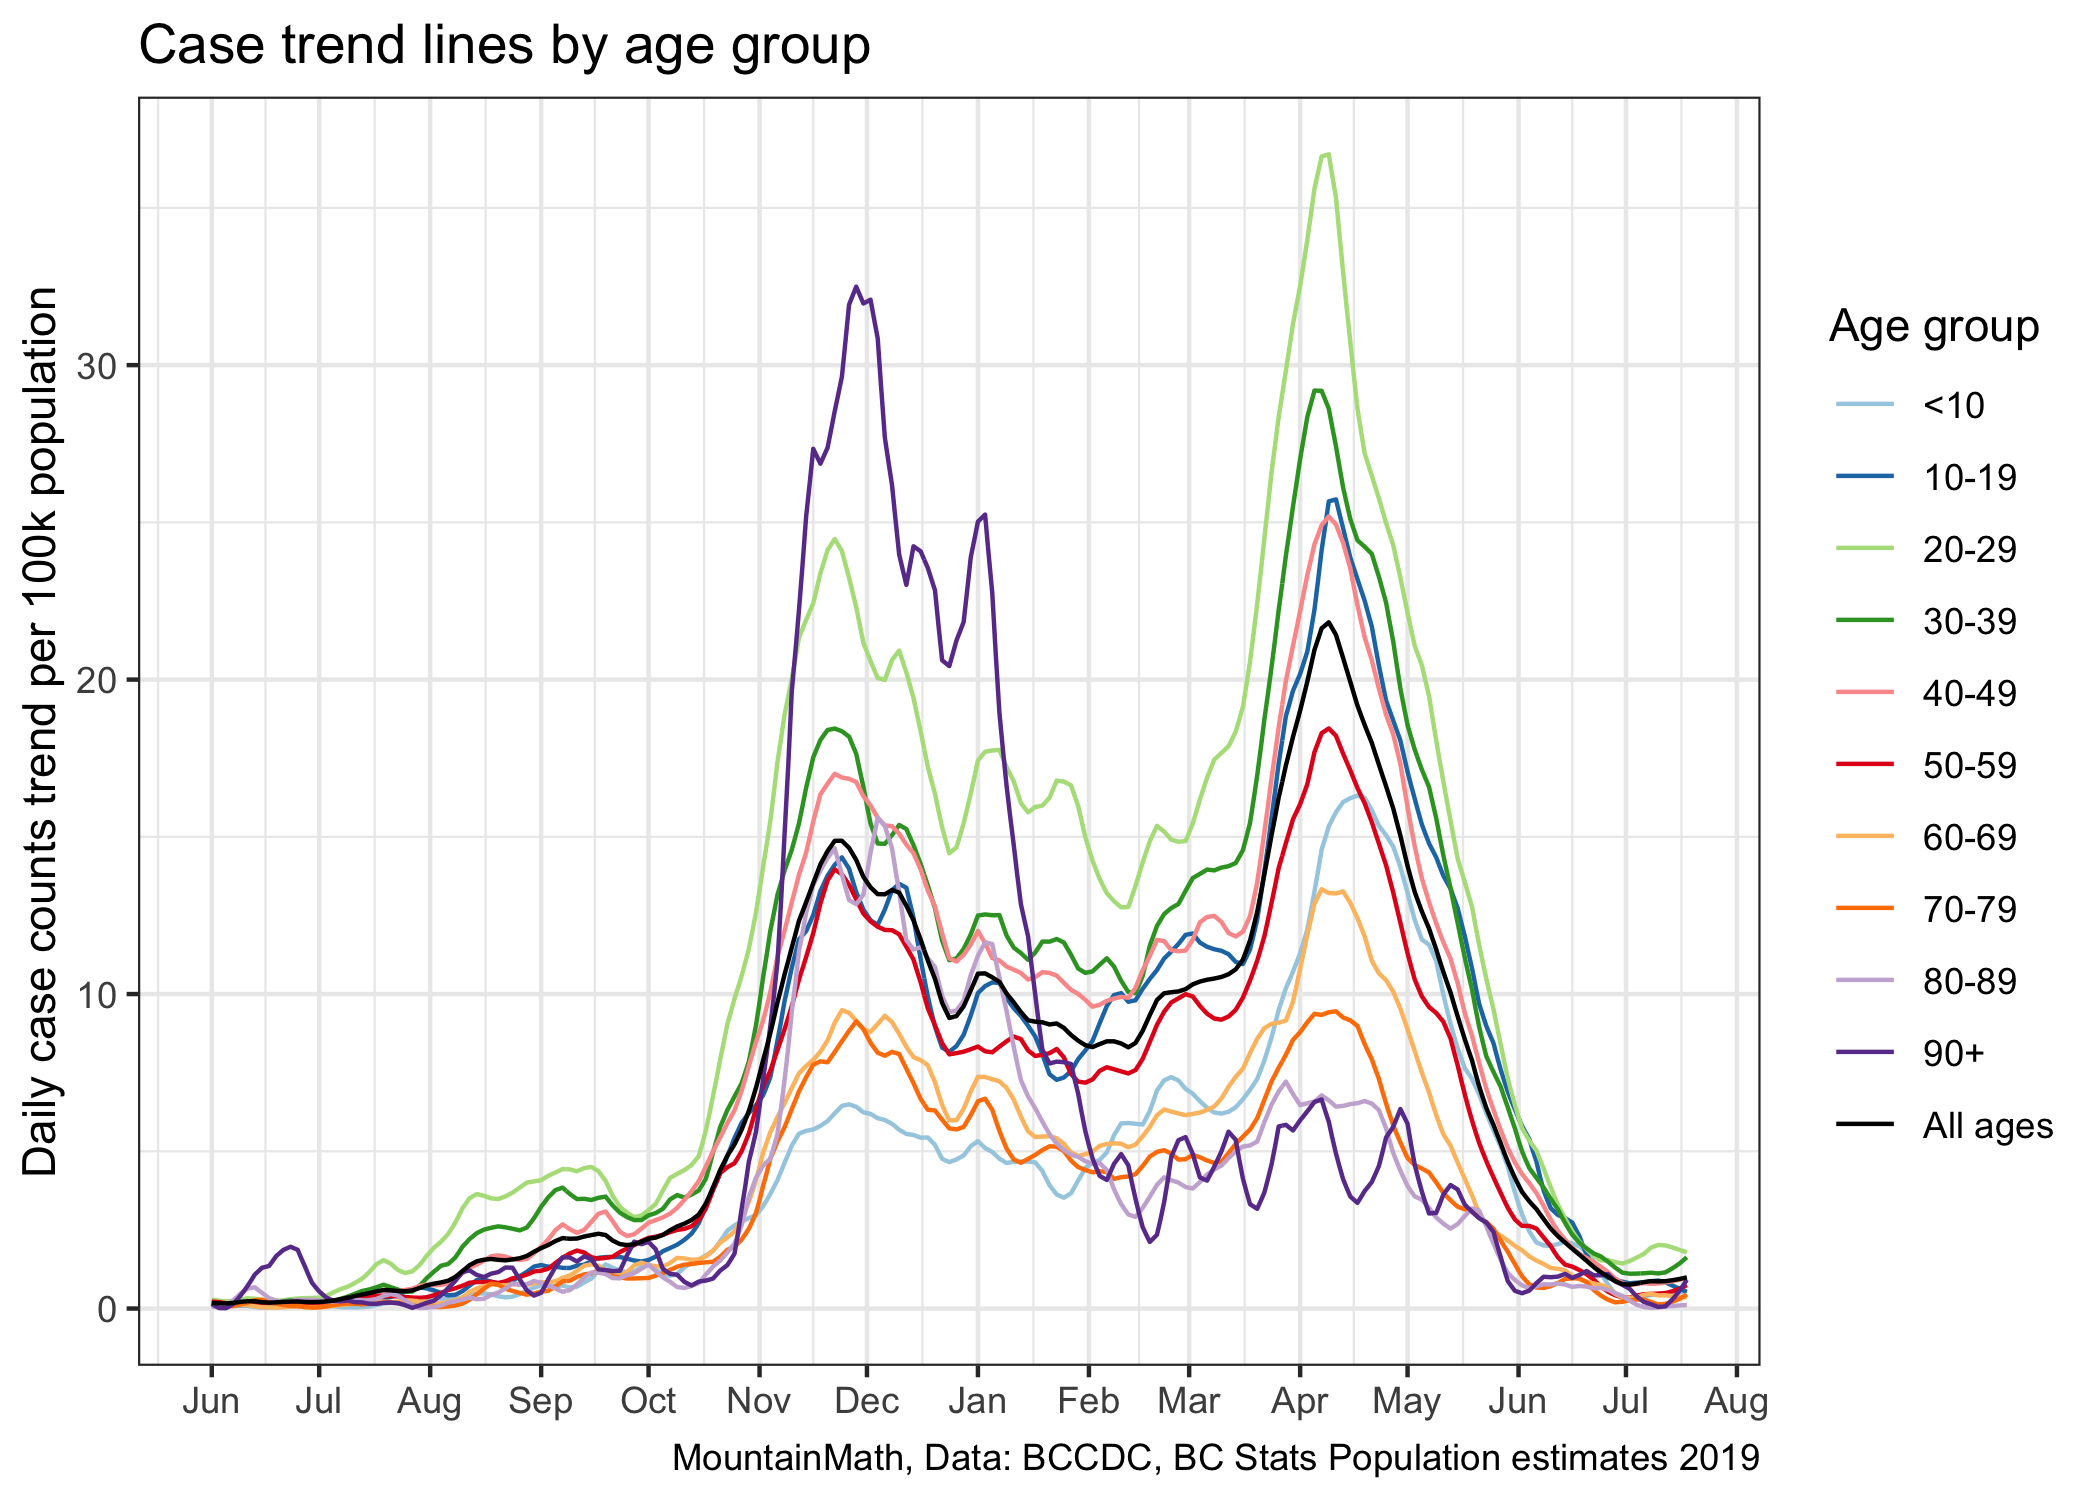 Case trend lines by age group
Daily case counts trend per 100k population
30
20
10
0
Jun Jul Aug Sep Oct Nov Dec Jan Feb Mar Apr May Jun Jul Aug
MountainMath, Data: BCCDC, BC Stats Population estimates 2019
Age group
<10
10-19
20-29
30-39
40-49
50-59
60-69
70-79
80-89
90+
All ages